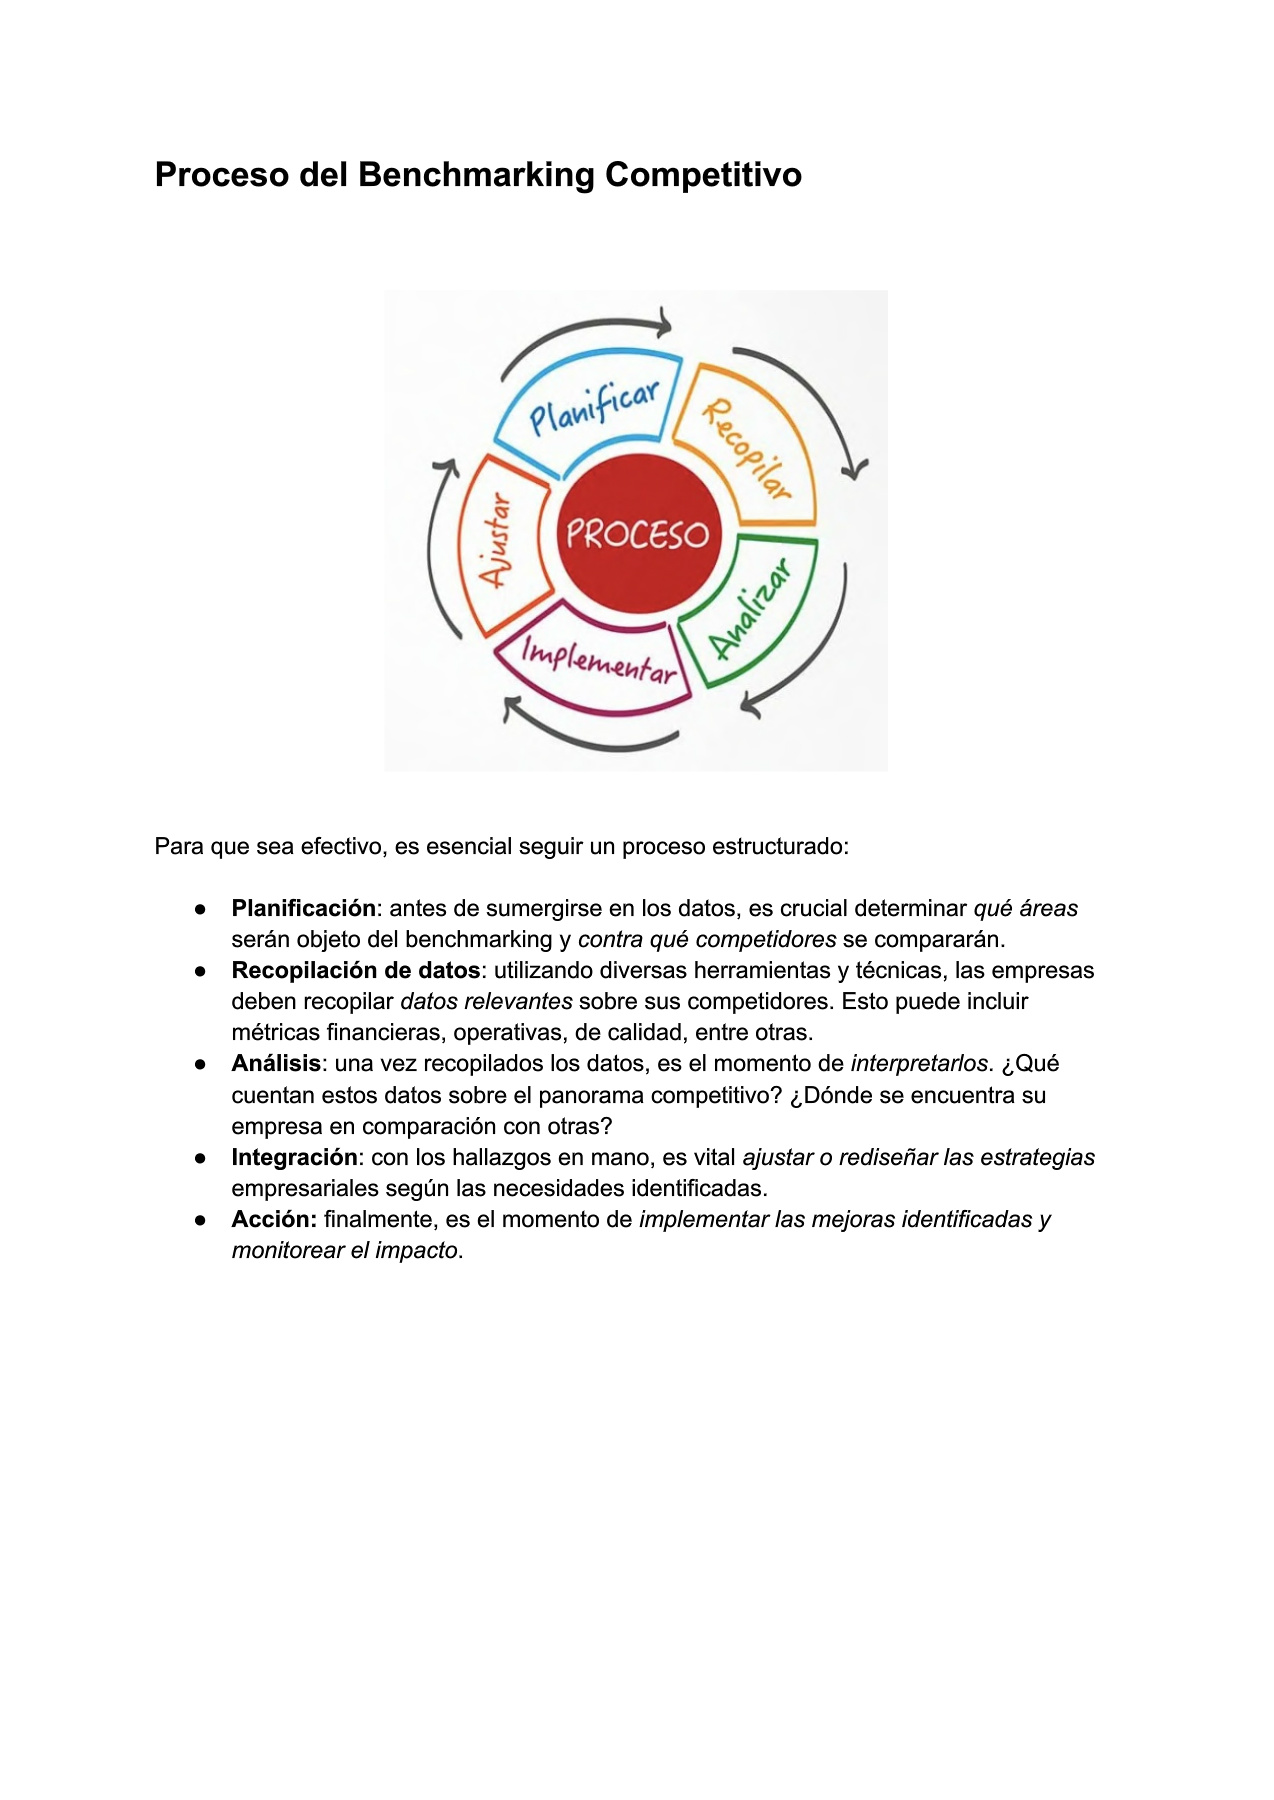 Proceso del Benchmarking Competitivo
Planificar
Recopilar
Ajustar
PROCESO
Analizar
Implementar
Para que sea efectivo, es esencial seguir un proceso estructurado:
● Planificación: antes de sumergirse en los datos, es crucial determinar qué áreas
serán objeto del benchmarking y contra qué competidores se compararán.
● Recopilación de datos: utilizando diversas herramientas y técnicas, las empresas
deben recopilar datos relevantes sobre sus competidores. Esto puede incluir
métricas financieras, operativas, de calidad, entre otras.
● Análisis: una vez recopilados los datos, es el momento de interpretarlos. ¿Qué
cuentan estos datos sobre el panorama competitivo? ¿Dónde se encuentra su
empresa en comparación con otras?
● Integración: con los hallazgos en mano, es vital ajustar o rediseñar las estrategias
empresariales según las necesidades identificadas.
● Acción: finalmente, es el momento de implementar las mejoras identificadas y
monitorear el impacto.